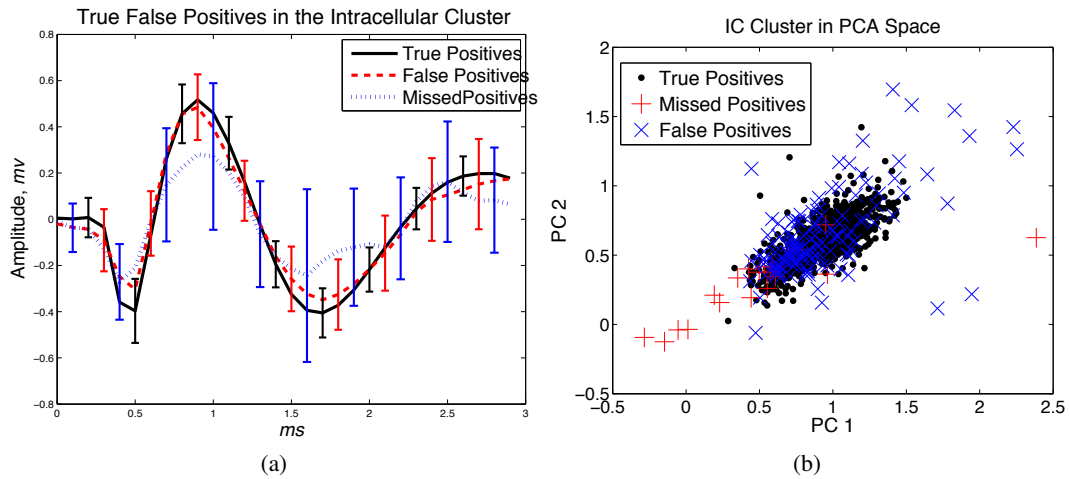 True False Positives in the Intracellular Cluster
0.8
0.6
0.4
0.2
0
−0.2
−0.4
−0.6
−0.8
Amplitude, mv
True Positives
False Positives
MissedPositives
0 0.5 1 1.5 2 2.5 3
ms
(a)
IC Cluster in PCA Space
2
1.5
1
0.5
0
−0.5
PC 2
True Positives
Missed Positives
False Positives
−0.5 0 0.5 1 1.5 2 2.5
PC 1
(b)